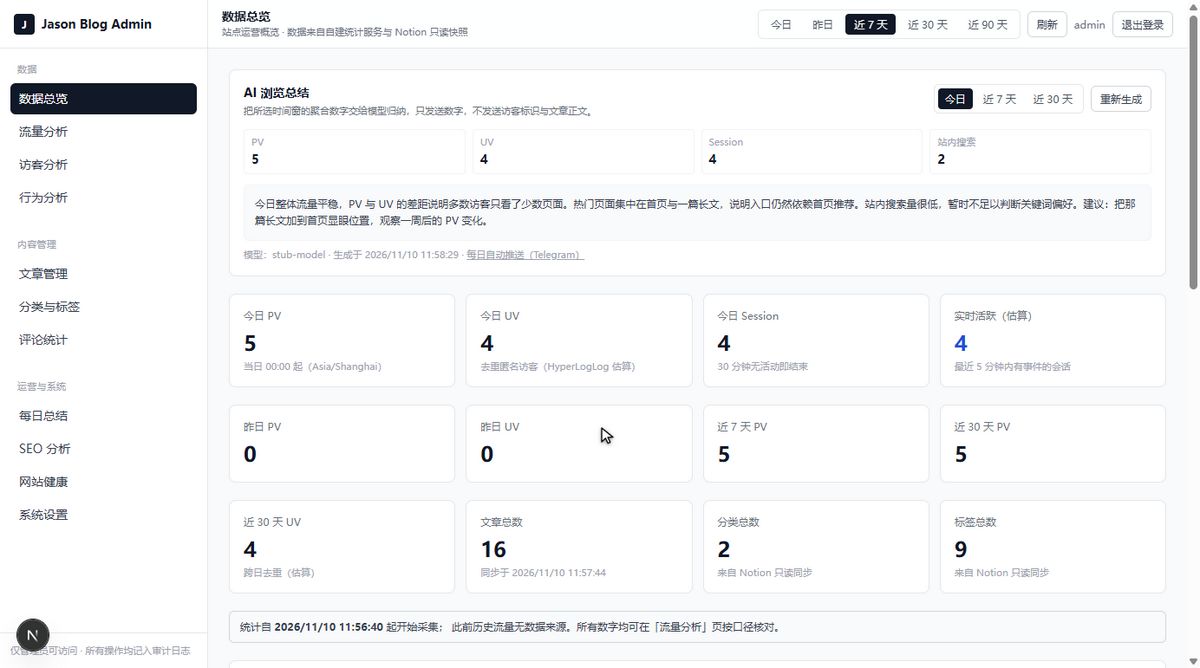 J Jason Blog Admin
数据
数据总览
流量分析
访客分析
行为分析
内容管理
文章管理
分类与标签
评论统计
运营与系统
每日总结
SEO 分析
网站健康
系统设置
N
仅管理员可访问 · 所有操作均记入审计日志
数据总览
站点运营概览 · 数据来自自建统计服务与 Notion 只读快照
今日 昨日 近 7 天 近 30 天 近 90 天 刷新 admin 退出登录
AI 浏览总结
把所选时间窗的聚合数字交给模型归纳，只发送数字，不发送访客标识与文章正文。
今日 近 7 天 近 30 天 重新生成
PV UV Session 站内搜索
5 4 4 2
今日整体流量平稳，PV 与 UV 的差距说明多数访客只看了少数页面。热门页面集中在首页与一篇长文，说明入口仍然依赖首页推荐。站内搜索量很低，暂时不足以判断关键词偏好。建议：把那
篇长文加到首页显眼位置，观察一周后的 PV 变化。
模型：stub-model · 生成于 2026/11/10 11:58:29 · 每日自动推送（Telegram）
今日 PV 今日 UV 今日 Session 实时活跃（估算）
5 4 4 4
当日 00:00 起（Asia/Shanghai） 去重匿名访客（HyperLogLog 估算） 30 分钟无活动即结束 最近 5 分钟内有事件的会话
昨日 PV 昨日 UV 近 7 天 PV 近 30 天 PV
0 0 5 5
近 30 天 UV 文章总数 分类总数 标签总数
4 16 2 9
跨日去重（估算） 同步于 2026/11/10 11:57:44 来自 Notion 只读同步 来自 Notion 只读同步
统计自 2026/11/10 11:56:40 起开始采集； 此前历史流量无数据来源。所有数字均可在「流量分析」页按口径核对。